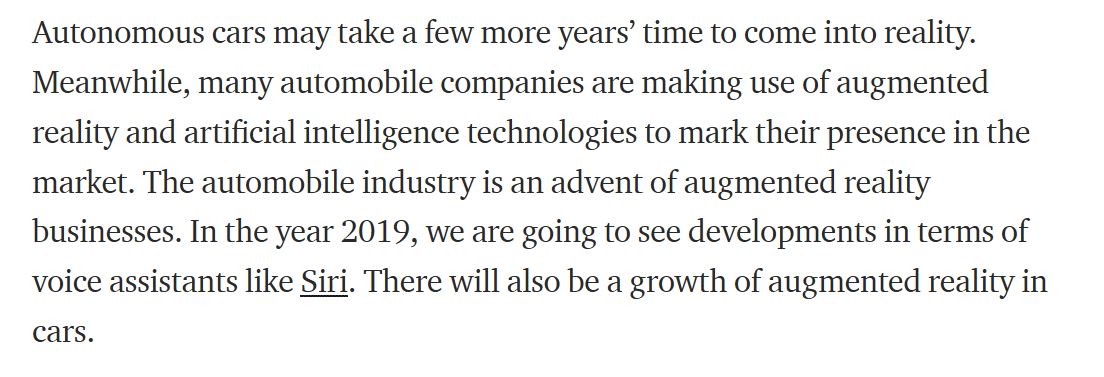 Autonomous cars may take a few more years’ time to come into reality.
Meanwhile, many automobile companies are making use of augmented
reality and artificial intelligence technologies to mark their presence in the
market. The automobile industry is an advent of augmented reality
businesses. In the year 2019, we are going to see developments in terms of
voice assistants like Siri. There will also be a growth of augmented reality in
cars.